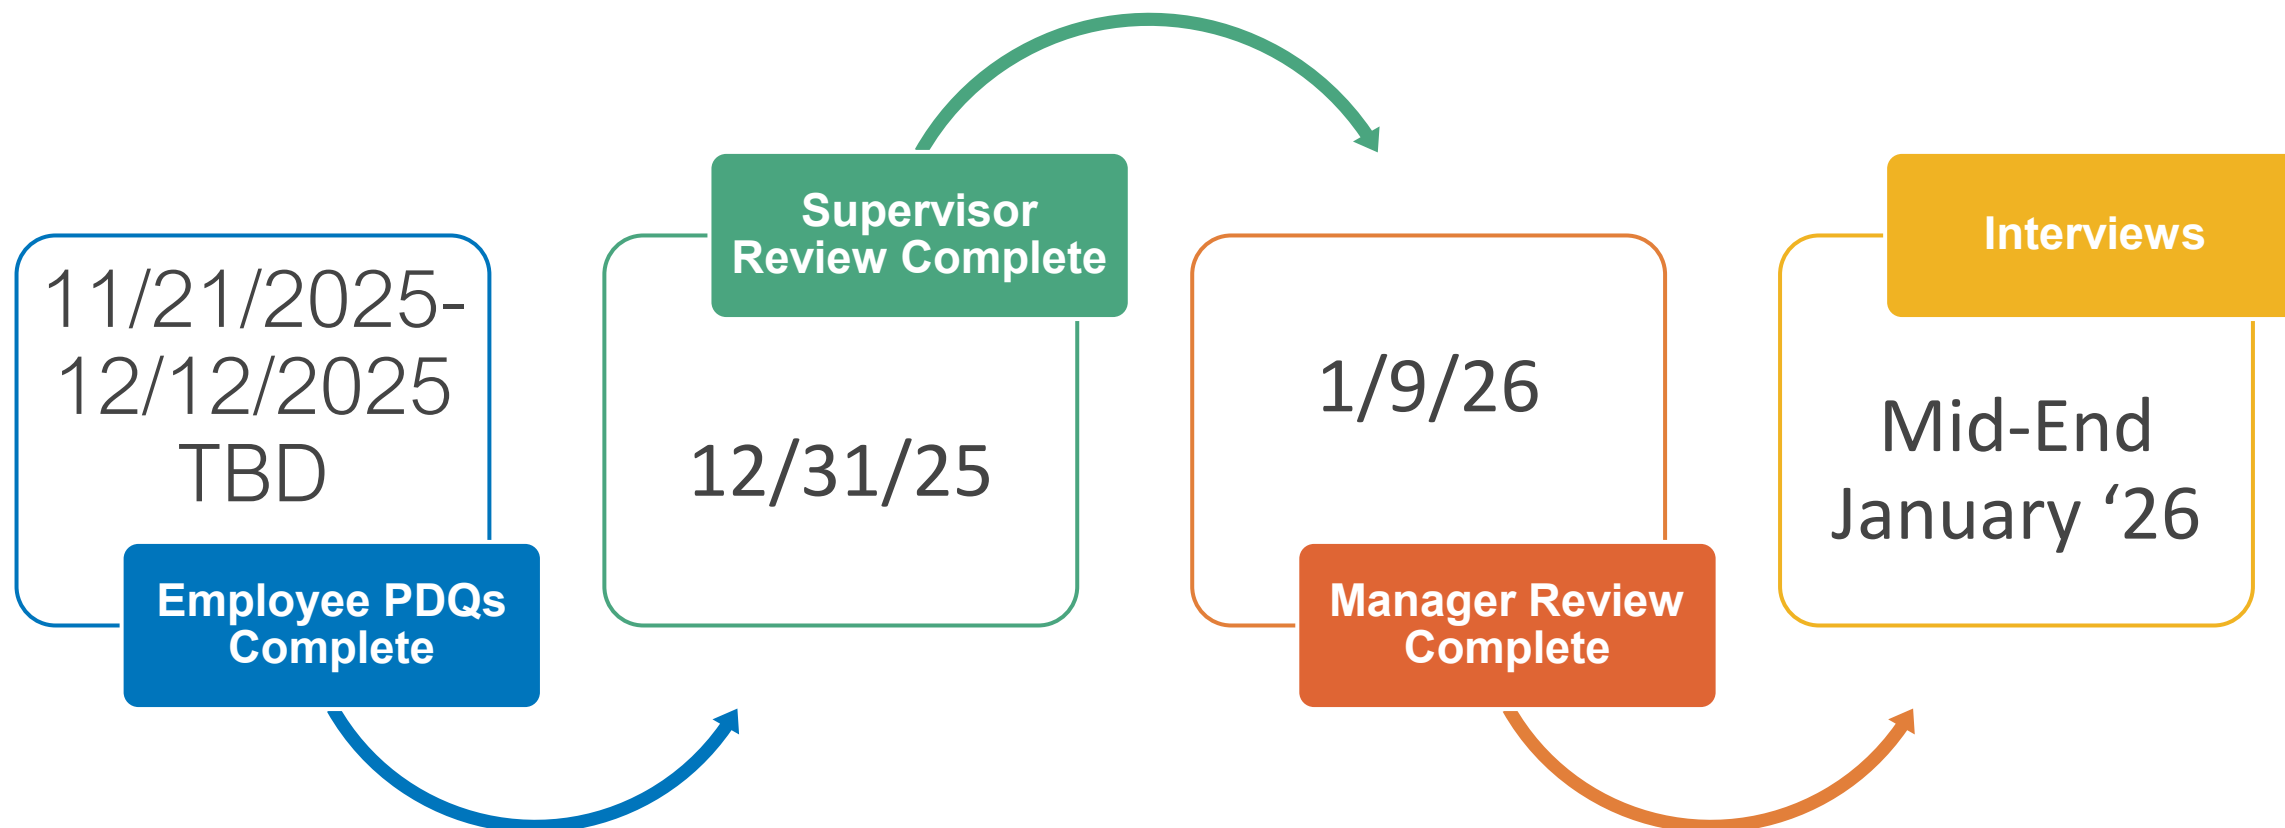 11/21/2025-
12/12/2025
TBD
Employee PDQs
Complete
Supervisor
Review Complete
12/31/25
1/9/26
Manager Review
Complete
Interviews
Mid-End
January ‘26